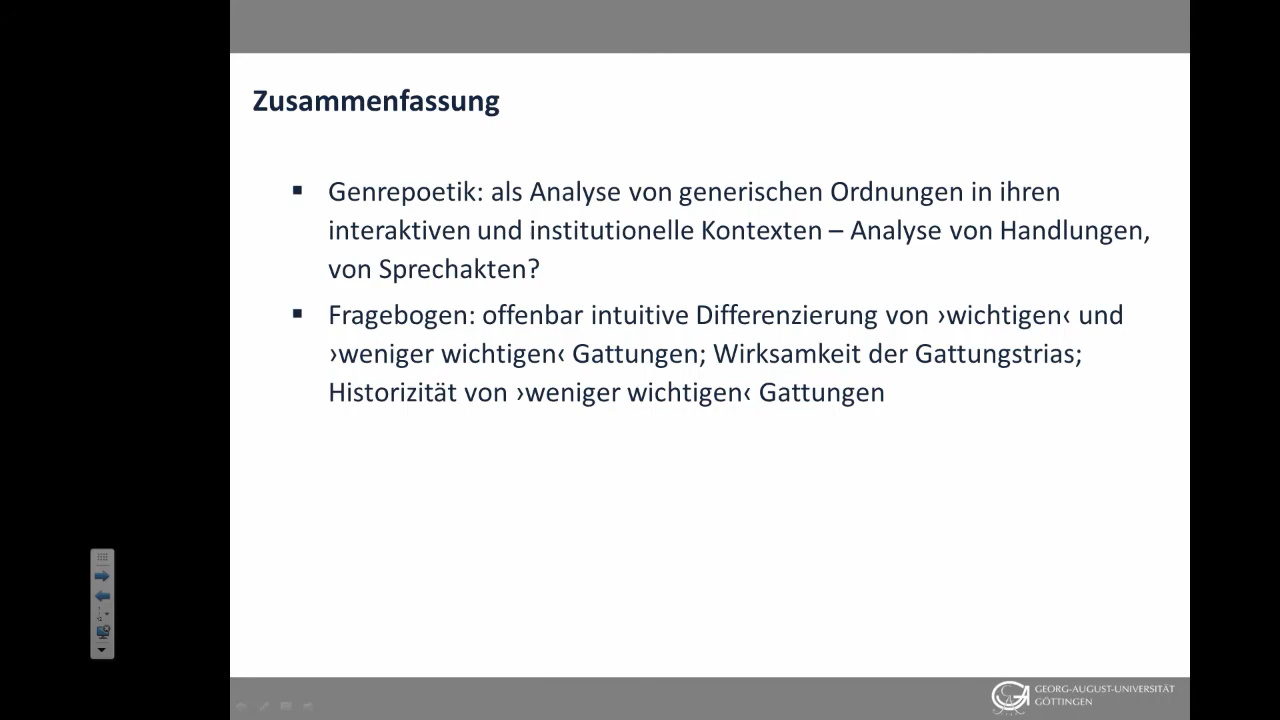 Zusammenfassung
▪ Genrepoetik: als Analyse von generischen Ordnungen in ihren
interaktiven und institutionelle Kontexten – Analyse von Handlungen,
von Sprechakten?
▪ Fragebogen: offenbar intuitive Differenzierung von ›wichtigen‹ und
›weniger wichtigen‹ Gattungen; Wirksamkeit der Gattungstrias;
Historizität von ›weniger wichtigen‹ Gattungen
GEORG-AUGUST-UNIVERSITÄT
GÖTTINGEN